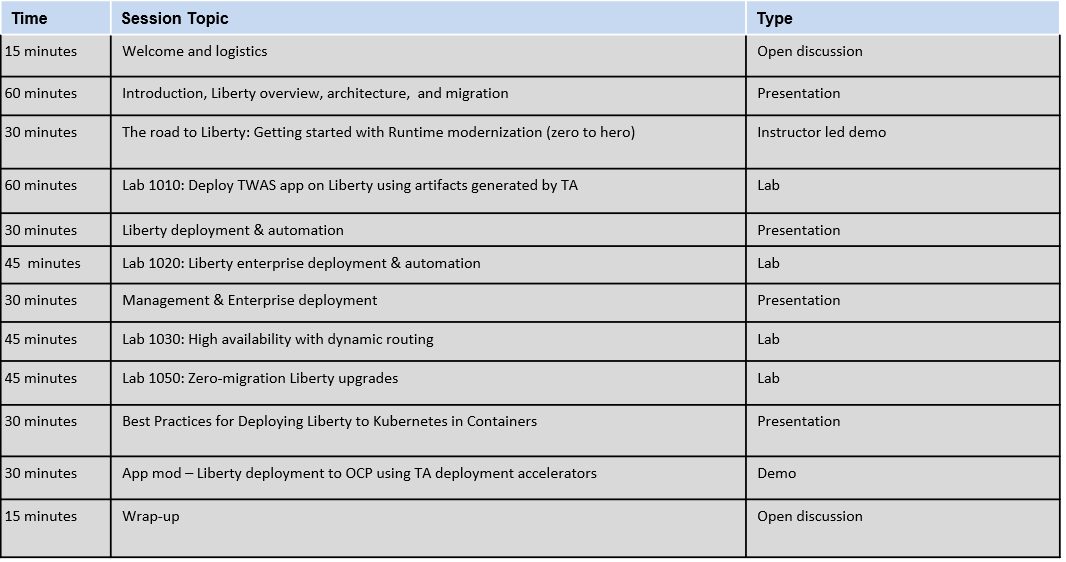 Time Session Topic Type
15 minutes Welcome and logistics Open discussion
60 minutes Introduction, Liberty overview, architecture,  and migration Presentation
30 minutes The road to Liberty: Getting started with Runtime modernization (zero to hero) Instructor led demo
60 minutes Lab 1010: Deploy TWAS app on Liberty using artifacts generated by TA Lab
30 minutes Liberty deployment & automation Presentation
45  minutes Lab 1020: Liberty enterprise deployment & automation Lab
30 minutes Management & Enterprise deployment Presentation
45 minutes Lab 1030: High availability with dynamic routing Lab
45 minutes Lab 1050: Zero-migration Liberty upgrades Lab
30 minutes Best Practices for Deploying Liberty to Kubernetes in Containers Presentation
30 minutes App mod – Liberty deployment to OCP using TA deployment accelerators Demo
15 minutes Wrap-up Open discussion